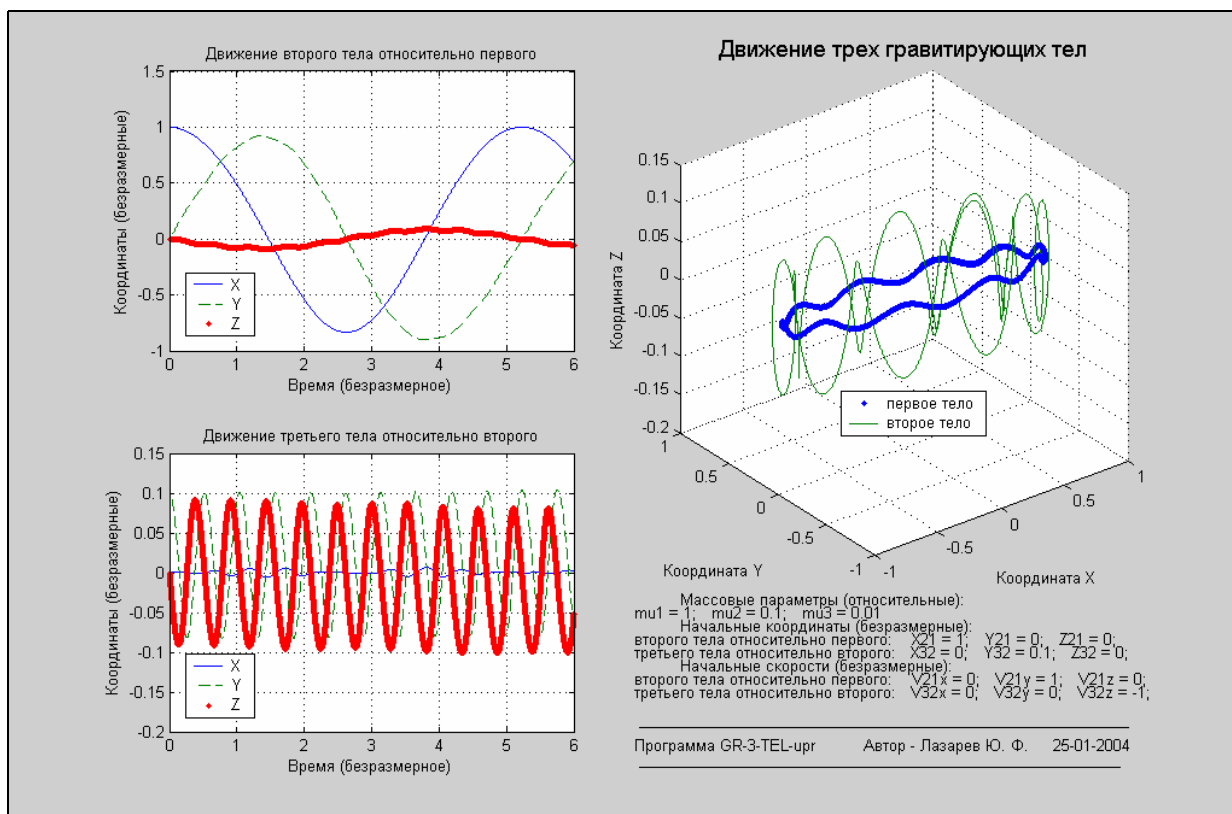 Движение второго тела относительно первого
1.5
1
0.5
0
-0.5
-1
Координаты (безразмерные)
X
Y
Z
0 1 2 3 4 5 6
Время (безразмерное)
Движение третьего тела относительно второго
0.15
0.1
0.05
0
-0.05
-0.1
-0.15
-0.2
Координаты (безразмерные)
X
Y
Z
0 1 2 3 4 5 6
Время (безразмерное)
Движение трех гравитирующих тел
0.15
0.1
0.05
0
-0.05
-0.1
-0.15
-0.2
Координата Z
первое тело
второе тело
1
0.5
0
-0.5
-1
Координата Y
-1
-0.5
0
0.5
1
Координата X
Массовые параметры (относительные):
mu1 = 1; mu2 = 0.1; mu3 = 0.01
Начальные координаты (безразмерные):
второго тела относительно первого: X21 = 1; Y21 = 0; Z21 = 0;
третьего тела относительно второго: X32 = 0; Y32 = 0.1; Z32 = 0;
Начальные скорости (безразмерные):
второго тела относительно первого: V21x = 0; V21y = 1; V21z = 0;
третьего тела относительно второго: V32x = 0; V32y = 0; V32z = -1;
Программа GR-3-TEL-upr Автор - Лазарев Ю. Ф. 25-01-2004